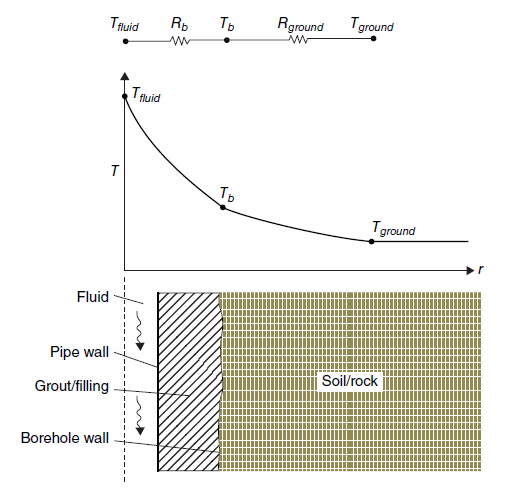 Tfluid Rb Tb Rground Tground
Tfluid
T
Tb
Tground
r
Fluid
Pipe wall
Grout/filling
Soil/rock
Borehole wall